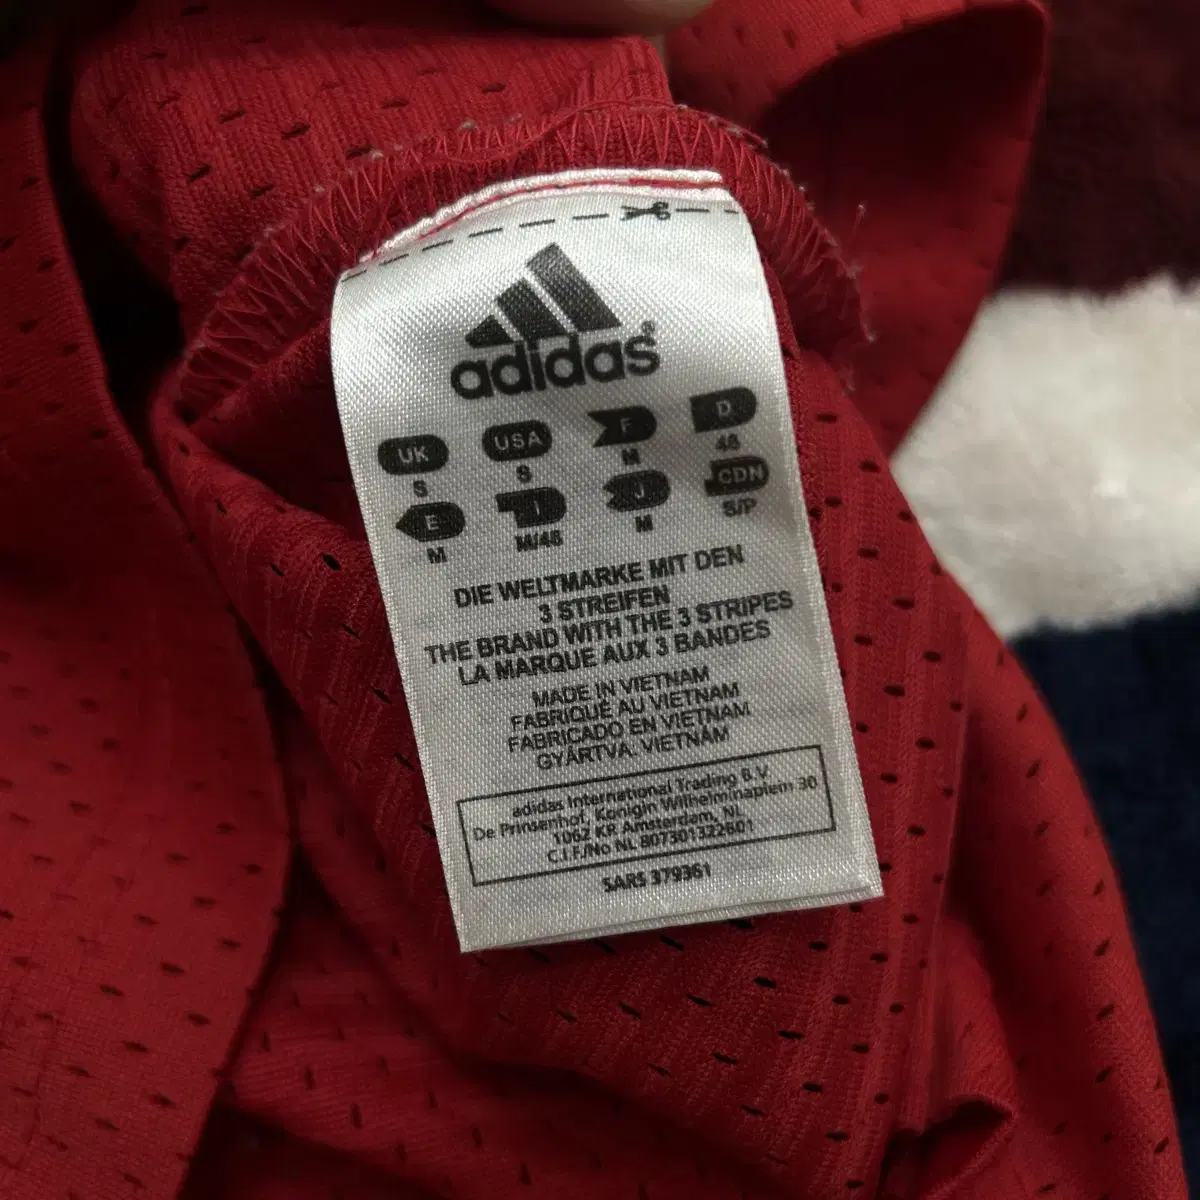 adidas
UK USA F D
S S M 48
E I J CDN
M M/48 M S/P
DIE WELTMARKE MIT DEN
3 STREIFEN
THE BRAND WITH THE 3 STRIPES
LA MARQUE AUX 3 BANDES
MADE IN VIETNAM
FABRIQUÉ AU VIETNAM
FABRICADO EN VIETNAM
GYÁRTVA, VIETNÁM
adidas International Trading B.V.
De Prinsenhof, Konigin Wilhelminaplein 30
1062 KR Amsterdam, NL
C.I.F./No NL 807301322601
SARS 379361